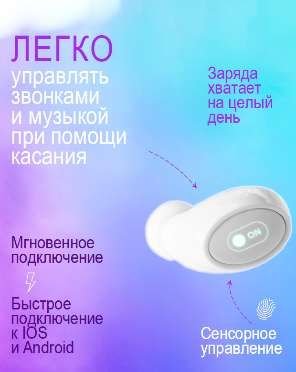 ЛЕГКО
управлять
звонками
и музыкой
при помощи
касания
Заряда
хватает
на целый
день
ON
Мгновенное
подключение
Быстрое
подключение
к IOS
и Android
Сенсорное
управление